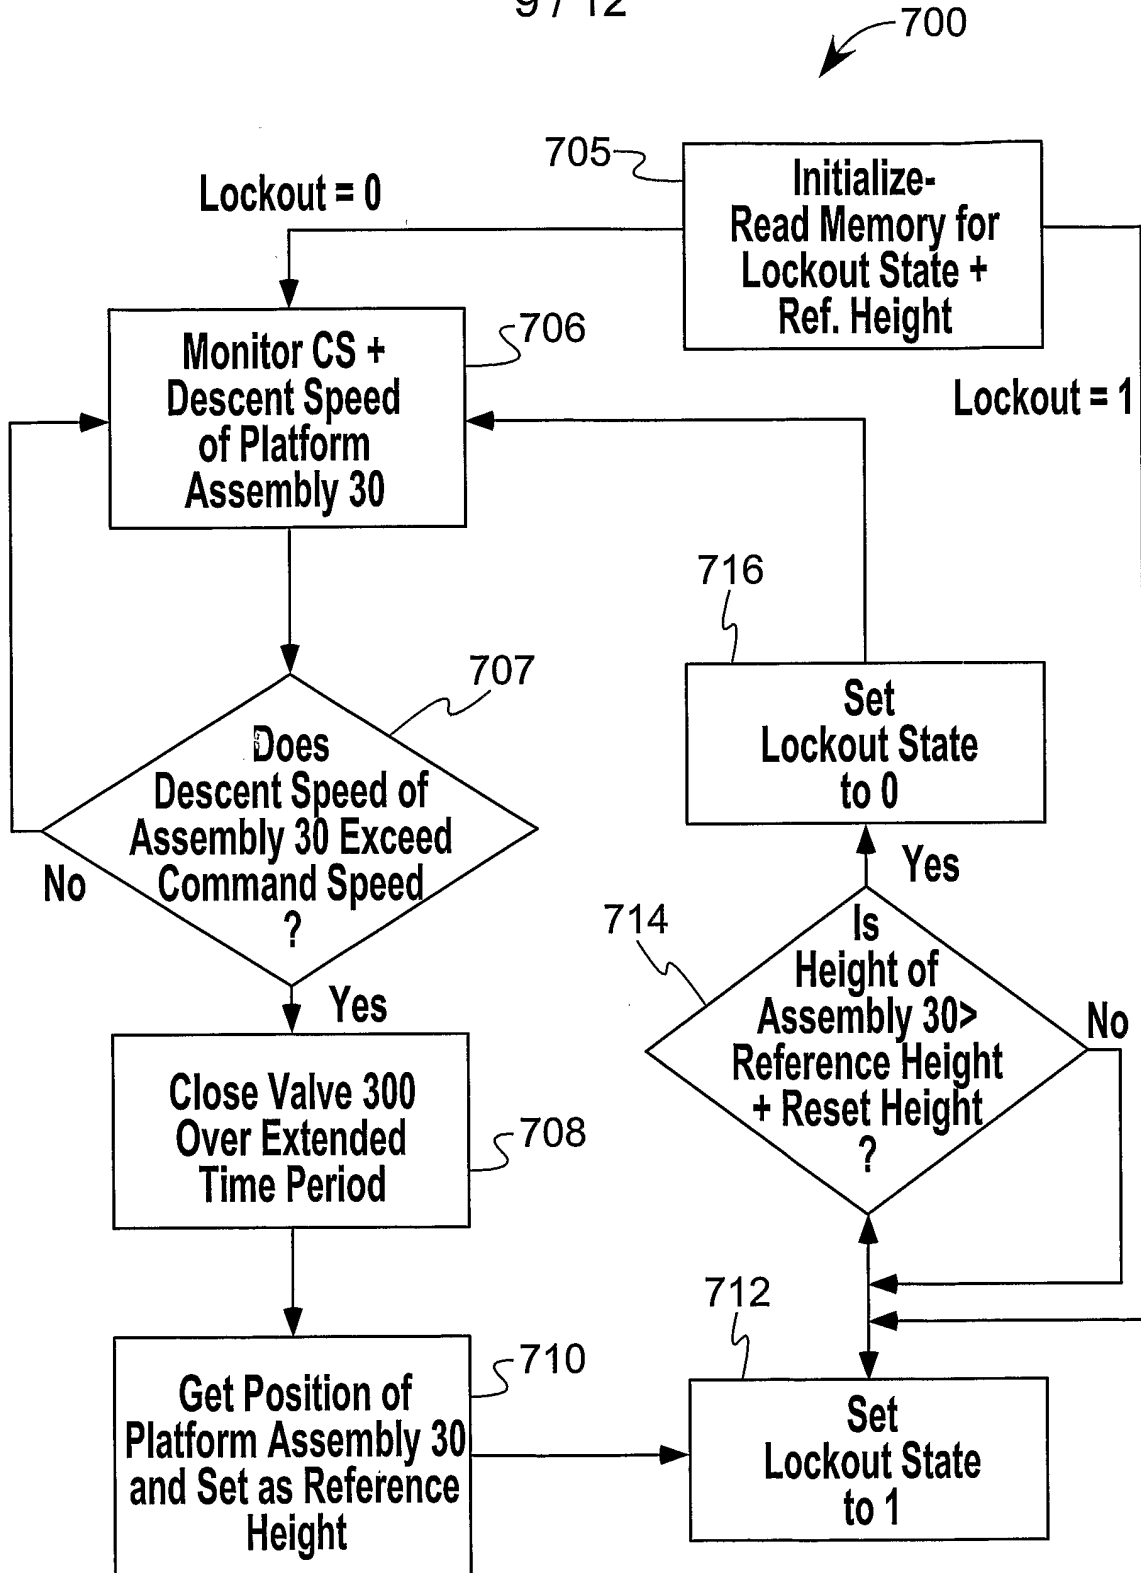 9 / 12
700
705
Initialize-
Read Memory for
Lockout State +
Ref. Height
Lockout = 0
Lockout = 1
706
Monitor CS +
Descent Speed
of Platform
Assembly 30
707
Does
Descent Speed of
Assembly 30 Exceed
Command Speed
?
No
Yes
708
Close Valve 300
Over Extended
Time Period
710
Get Position of
Platform Assembly 30
and Set as Reference
Height
712
Set
Lockout State
to 1
714
Is
Height of
Assembly 30>
Reference Height
+ Reset Height
?
No
Yes
716
Set
Lockout State
to 0